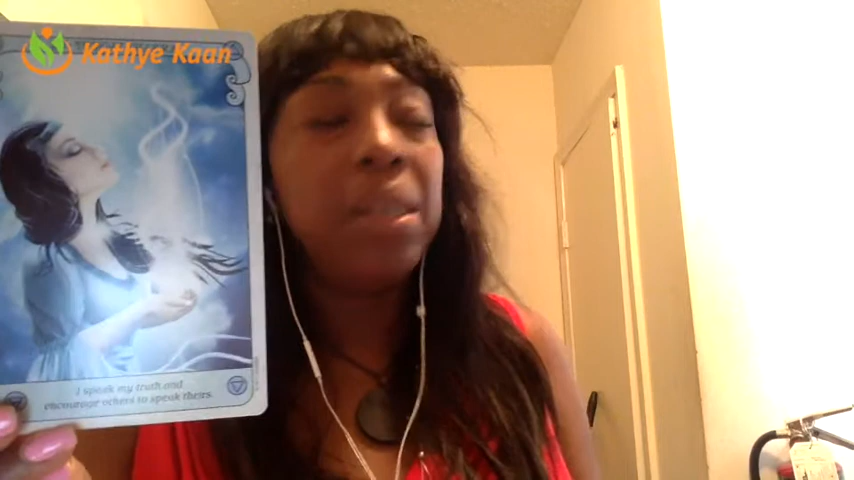 Kathye Kaan
I speak my truth and
encourage others to speak theirs.